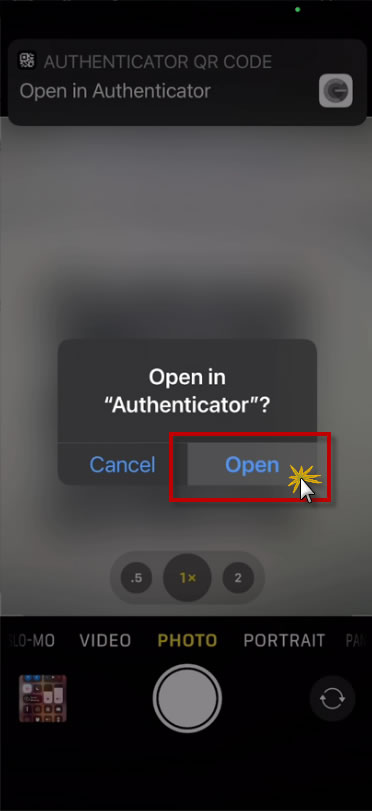 AUTHENTICATOR QR CODE
Open in Authenticator
Open in
“Authenticator”?
Cancel Open
.5 1× 2
LO-MO VIDEO PHOTO PORTRAIT PA